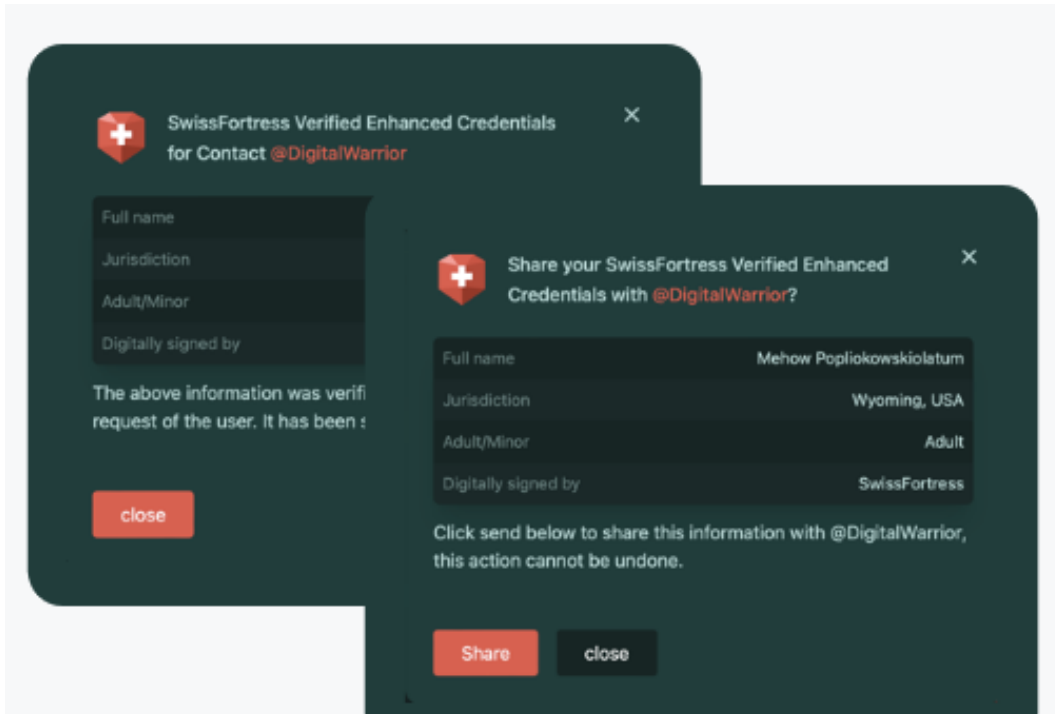 SwissFortress Verified Enhanced Credentials
for Contact @DigitalWarrior
Full name
Jurisdiction
Adult/Minor
Digitally signed by
The above information was verifi
request of the user. It has been s
close
Share your SwissFortress Verified Enhanced
Credentials with @DigitalWarrior?
Full name Mehow Popliokowskiolatum
Jurisdiction Wyoming, USA
Adult/Minor Adult
Digitally signed by SwissFortress
Click send below to share this information with @DigitalWarrior,
this action cannot be undone.
Share close